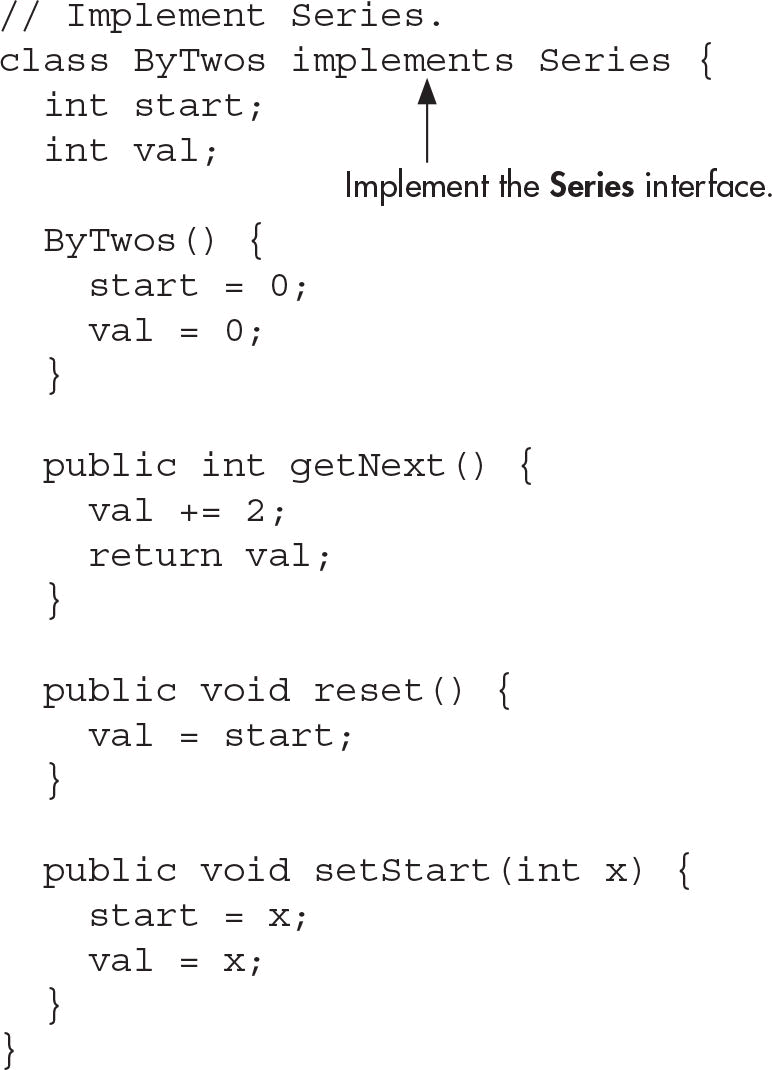 // Implement Series.
class ByTwos implements Series {
  int start;
  int val;
Implement the Series interface.
  ByTwos() {
    start = 0;
    val = 0;
  }
  public int getNext() {
    val += 2;
    return val;
  }
  public void reset() {
    val = start;
  }
  public void setStart(int x) {
    start = x;
    val = x;
  }
}